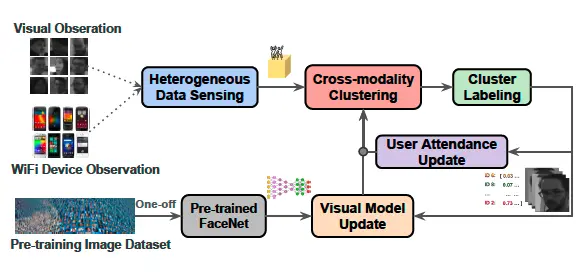 Visual Obseration
Heterogeneous
Data Sensing
Cross-modality
Clustering
Cluster
Labeling
WiFi Device Observation
User Attendance
Update
One-off
Pre-trained
FaceNet
Visual Model
Update
ID 6: [ 0.03 ...
ID 4: 0.07 ...
... ... ...
ID 2: 0.73 ... ]
Pre-training Image Dataset